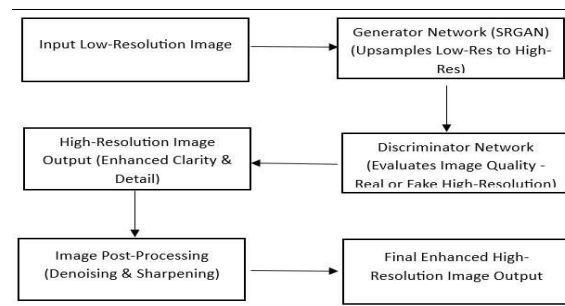 Input Low-Resolution Image
Generator Network (SRGAN)
(Upsamples Low-Res to High-
Res)
High-Resolution Image
Output (Enhanced Clarity &
Detail)
Discriminator Network
(Evaluates Image Quality -
Real or Fake High-Resolution)
Image Post-Processing
(Denoising & Sharpening)
Final Enhanced High-
Resolution Image Output